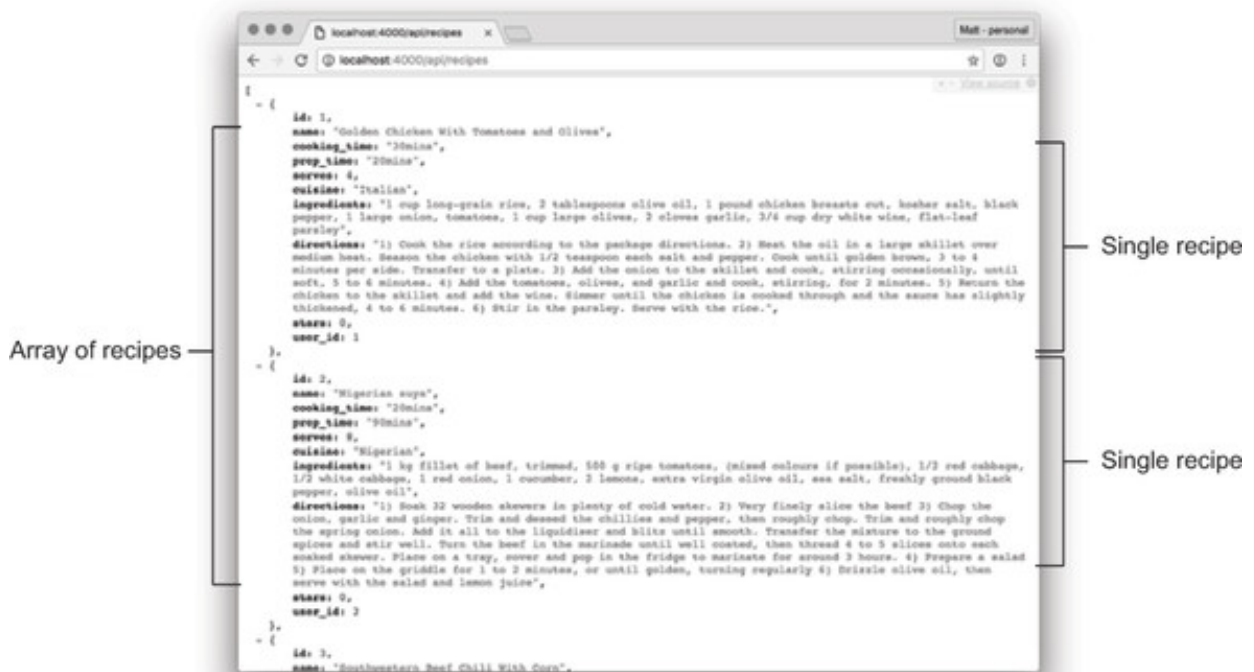 localhost:4000/api/recipes
Matt - personal
localhost:4000/api/recipes
View source
[
- {
id: 1,
name: "Golden Chicken With Tomatoes and Olives",
cooking_time: "30mins",
prep_time: "20mins",
serves: 4,
cuisine: "Italian",
ingredients: "1 cup long-grain rice, 2 tablespoons olive oil, 1 pound chicken breasts cut, kosher salt, black
pepper, 1 large onion, tomatoes, 1 cup large olives, 2 cloves garlic, 3/4 cup dry white wine, flat-leaf
parsley",
directions: "1) Cook the rice according to the package directions. 2) Heat the oil in a large skillet over
medium heat. Season the chicken with 1/2 teaspoon each salt and pepper. Cook until golden brown, 3 to 4
minutes per side. Transfer to a plate. 3) Add the onion to the skillet and cook, stirring occasionally, until
soft, 5 to 6 minutes. 4) Add the tomatoes, olives, and garlic and cook, stirring, for 2 minutes. 5) Return the
chicken to the skillet and add the wine. Simmer until the chicken is cooked through and the sauce has slightly
thickened, 4 to 6 minutes. 6) Stir in the parsley. Serve with the rice.",
stars: 0,
user_id: 1
},
Single recipe
Array of recipes
- {
id: 2,
name: "Nigerian suya",
cooking_time: "20mins",
prep_time: "90mins",
serves: 8,
cuisine: "Nigerian",
ingredients: "1 kg fillet of beef, trimmed, 500 g ripe tomatoes, (mixed colours if possible), 1/2 red cabbage,
1/2 white cabbage, 1 red onion, 1 cucumber, 2 lemons, extra virgin olive oil, sea salt, freshly ground black
pepper, olive oil",
directions: "1) Soak 32 wooden skewers in plenty of cold water. 2) Very finely slice the beef 3) Chop the
onion, garlic and ginger. Trim and deseed the chillies and pepper, then roughly chop. Trim and roughly chop
the spring onion. Add it all to the liquidiser and blitz until smooth. Transfer the mixture to the ground
spices and stir well. Turn the beef in the marinade until well coated, then thread 4 to 5 slices onto each
soaked skewer. Place on a tray, cover and pop in the fridge to marinate for around 3 hours. 4) Prepare a salad
5) Place on the griddle for 1 to 2 minutes, or until golden, turning regularly 6) Drizzle olive oil, then
serve with the salad and lemon juice",
stars: 0,
user_id: 2
},
Single recipe
- {
id: 3,
name: "Southwestern Beef Chili With Corn",